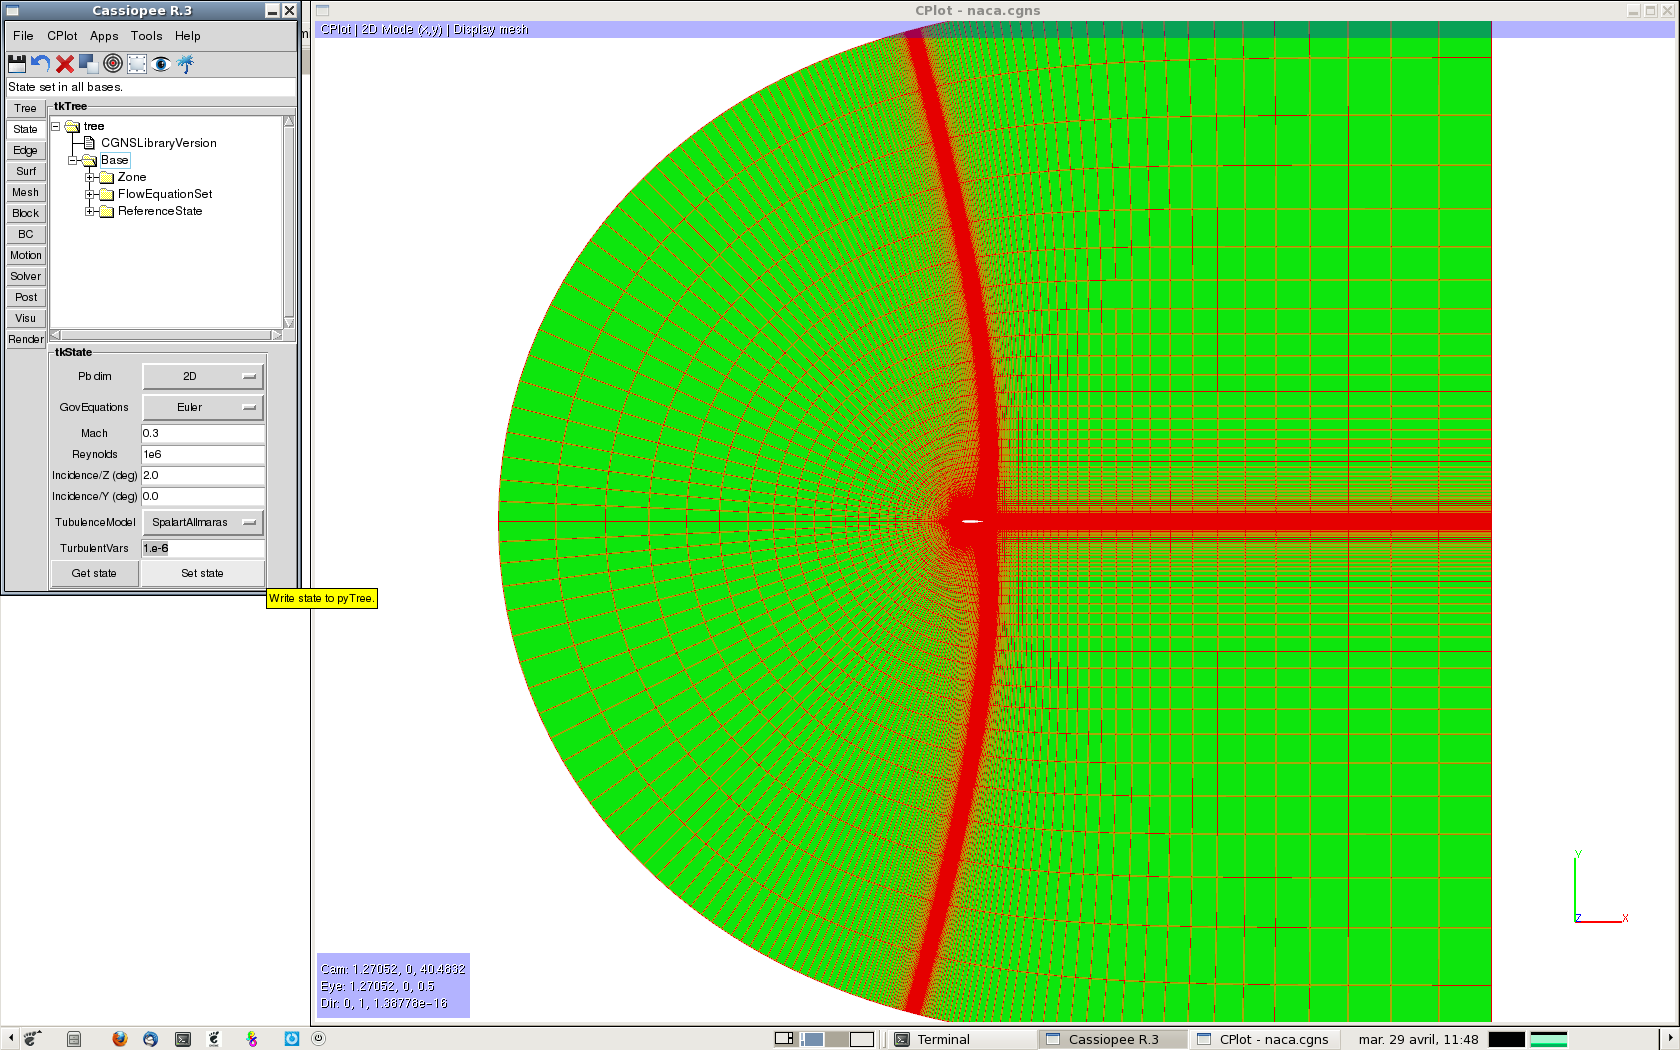 Cassiopee R.3
File CPlot Apps Tools Help
State set in all bases.
Tree
State
Edge
Surf
Mesh
Block
BC
Motion
Solver
Post
Visu
Render
tkTree
tree
CGNSLibraryVersion
Base
Zone
FlowEquationSet
ReferenceState
tkState
Pb dim 2D
GovEquations Euler
Mach 0.3
Reynolds 1e6
Incidence/Z (deg) 2.0
Incidence/Y (deg) 0.0
TubulenceModel SpalartAllmaras
TurbulentVars 1.e-6
Get state Set state
Write state to pyTree.
CPlot - naca.cgns
CPlot | 2D Mode (x,y) | Display mesh
Y
Z X
Cam: 1.27052, 0, 40.4832
Eye: 1.27052, 0, 0.5
Dir: 0, 1, 1.38778e-16
Terminal Cassiopee R.3 CPlot - naca.cgns mar. 29 avril, 11:48